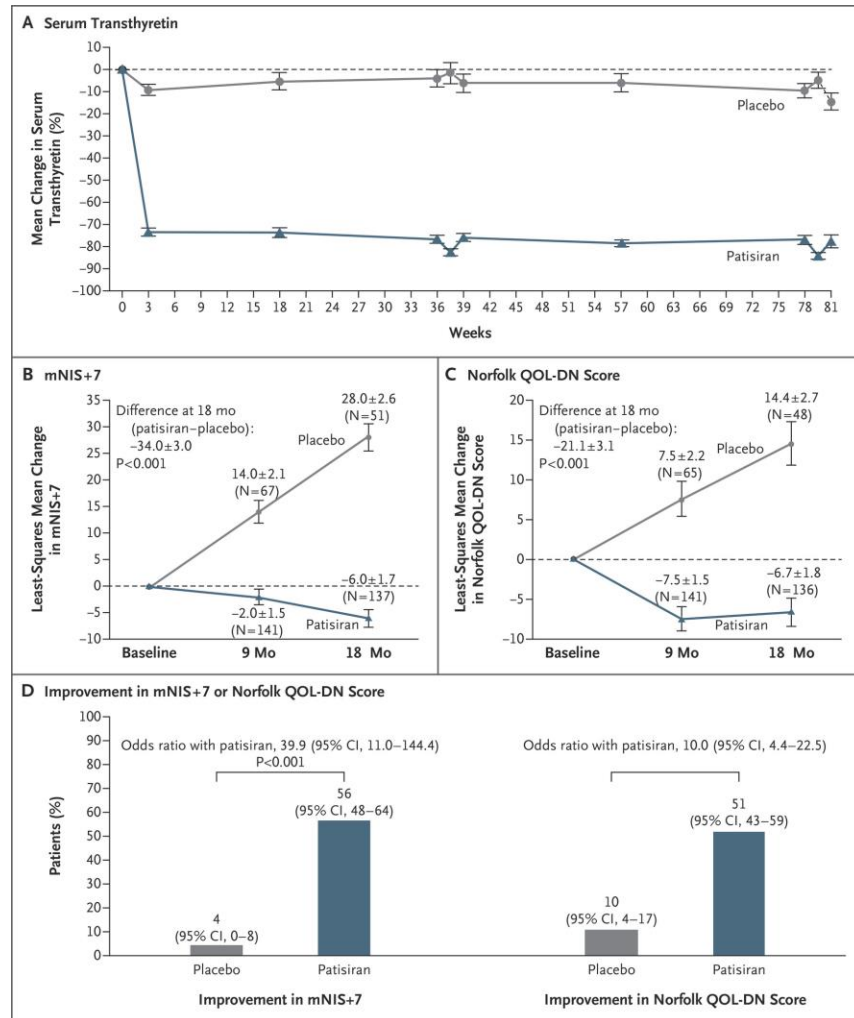 A Serum Transthyretin
Mean Change in Serum
Transthyretin (%)
10
0
−10
−20
−30
−40
−50
−60
−70
−80
−90
−100
Placebo
Patisiran
0 3 6 9 12 15 18 21 24 27 30 33 36 39 42 45 48 51 54 57 60 63 66 69 72 75 78 81
Weeks
B mNIS+7
Least-Squares Mean Change
in mNIS+7
35
30
25
20
15
10
5
0
−5
−10
Difference at 18 mo
(patisiran–placebo):
−34.0±3.0
P<0.001
28.0±2.6
(N=51)
Placebo
14.0±2.1
(N=67)
−6.0±1.7
(N=137)
−2.0±1.5
(N=141)
Patisiran
Baseline 9 Mo 18 Mo
C Norfolk QOL-DN Score
Least-Squares Mean Change
in Norfolk QOL-DN Score
20
15
10
5
0
−5
−10
Difference at 18 mo
(patisiran–placebo):
−21.1±3.1
P<0.001
14.4±2.7
(N=48)
Placebo
7.5±2.2
(N=65)
−7.5±1.5
(N=141)
−6.7±1.8
(N=136)
Patisiran
Baseline 9 Mo 18 Mo
D Improvement in mNIS+7 or Norfolk QOL-DN Score
Patients (%)
100
90
80
70
60
50
40
30
20
10
0
Odds ratio with patisiran, 39.9 (95% CI, 11.0–144.4)
P<0.001
56
(95% CI, 48–64)
4
(95% CI, 0–8)
Placebo Patisiran
Improvement in mNIS+7
Odds ratio with patisiran, 10.0 (95% CI, 4.4–22.5)
51
(95% CI, 43–59)
10
(95% CI, 4–17)
Placebo Patisiran
Improvement in Norfolk QOL-DN Score